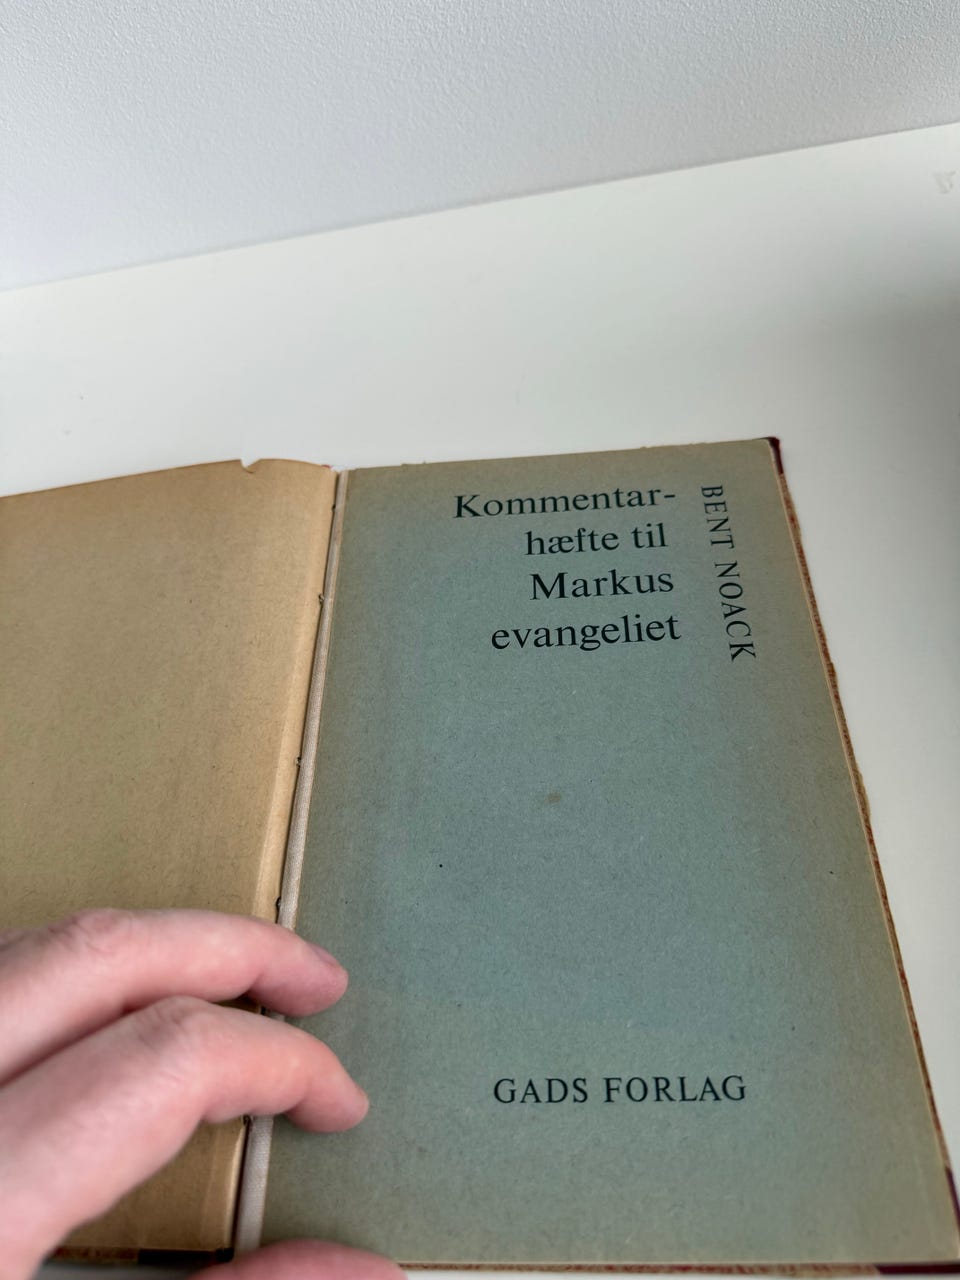 Kommentar-
hæfte til
Markus
evangeliet
BENT NOACK
GADS FORLAG